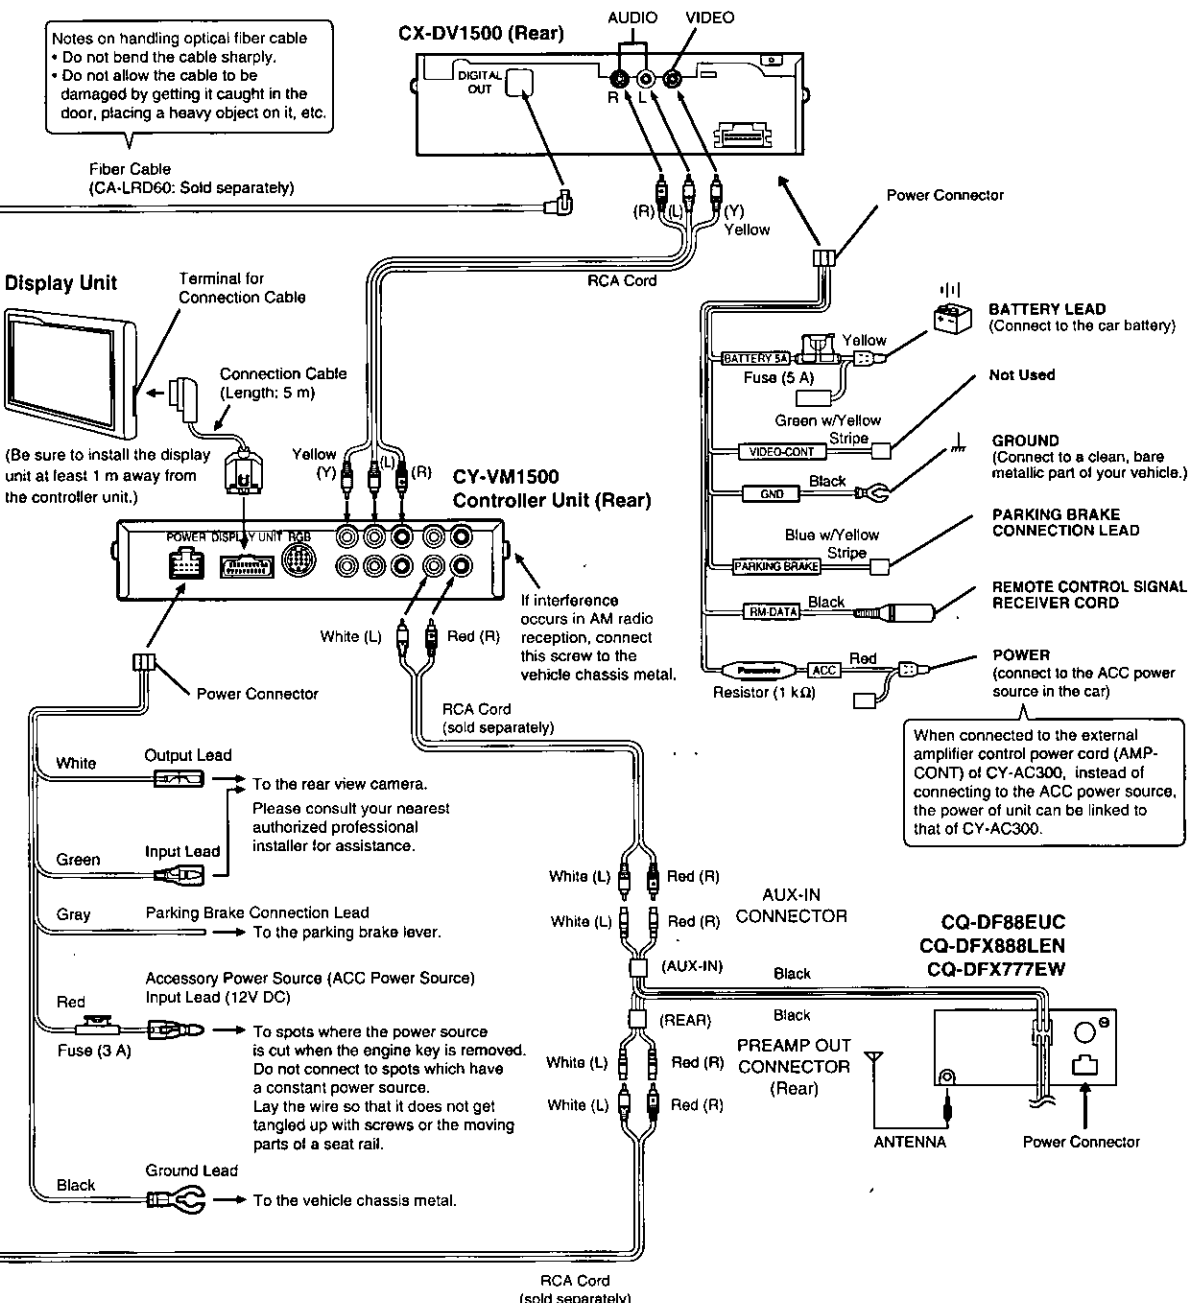 Notes on handling optical fiber cable
• Do not bend the cable sharply.
• Do not allow the cable to be
damaged by getting it caught in the
door, placing a heavy object on it, etc.
Fiber Cable
(CA-LRD60: Sold separately)
CX-DV1500 (Rear)
AUDIO
VIDEO
DIGITAL
OUT
R
L
(R)
(L)
(Y)
Yellow
RCA Cord
Power Connector
Display Unit
Terminal for
Connection Cable
Connection Cable
(Length: 5 m)
(Be sure to install the display
unit at least 1 m away from
the controller unit.)
Yellow
(Y)
(L)
(R)
CY-VM1500
Controller Unit (Rear)
POWER
DISPLAY UNIT
RGB
White (L)
Red (R)
If interference
occurs in AM radio
reception, connect
this screw to the
vehicle chassis metal.
BATTERY 5A
Yellow
Fuse (5 A)
BATTERY LEAD
(Connect to the car battery)
Green w/Yellow
Stripe
VIDEO-CONT
Not Used
Black
GND
GROUND
(Connect to a clean, bare
metallic part of your vehicle.)
Blue w/Yellow
Stripe
PARKING BRAKE
PARKING BRAKE
CONNECTION LEAD
RM-DATA
Black
REMOTE CONTROL SIGNAL
RECEIVER CORD
Panasonic
ACC
Red
Resistor (1 kΩ)
POWER
(connect to the ACC power
source in the car)
When connected to the external
amplifier control power cord (AMP-
CONT) of CY-AC300, instead of
connecting to the ACC power source,
the power of unit can be linked to
that of CY-AC300.
Power Connector
RCA Cord
(sold separately)
White
Output Lead
To the rear view camera.
Please consult your nearest
authorized professional
installer for assistance.
Green
Input Lead
Gray
Parking Brake Connection Lead
To the parking brake lever.
Accessory Power Source (ACC Power Source)
Input Lead (12V DC)
Red
Fuse (3 A)
To spots where the power source
is cut when the engine key is removed.
Do not connect to spots which have
a constant power source.
Lay the wire so that it does not get
tangled up with screws or the moving
parts of a seat rail.
Black
Ground Lead
To the vehicle chassis metal.
White (L)
Red (R)
White (L)
Red (R)
AUX-IN
CONNECTOR
(AUX-IN)
Black
(REAR)
Black
White (L)
Red (R)
White (L)
Red (R)
PREAMP OUT
CONNECTOR
(Rear)
CQ-DF88EUC
CQ-DFX888LEN
CQ-DFX777EW
ANTENNA
Power Connector
RCA Cord
(sold separately)